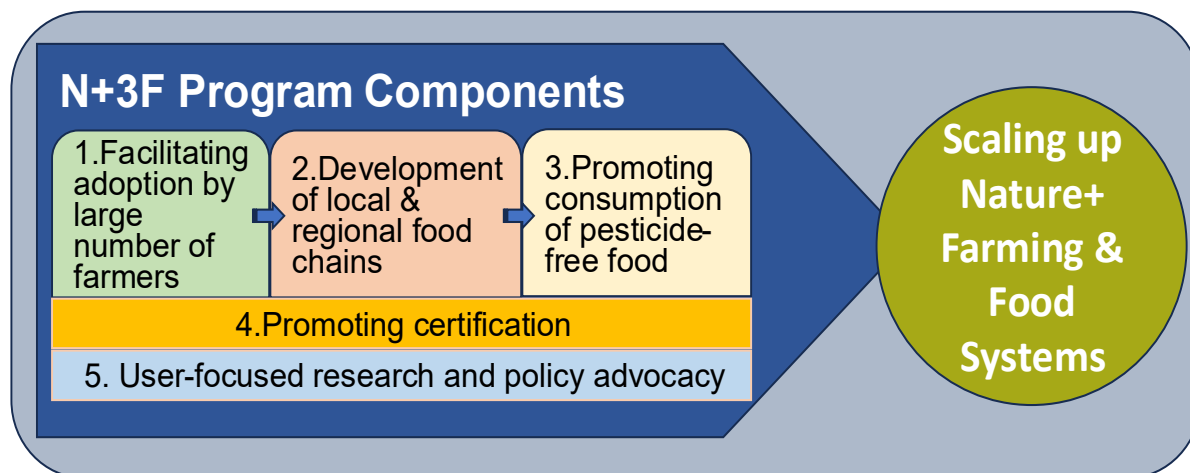 N+3F Program Components
1.Facilitating
adoption by
large
number of
farmers
2.Development
of local &
regional food
chains
3.Promoting
consumption
of pesticide-
free food
4.Promoting certification
5. User-focused research and policy advocacy
Scaling up
Nature+
Farming &
Food
Systems